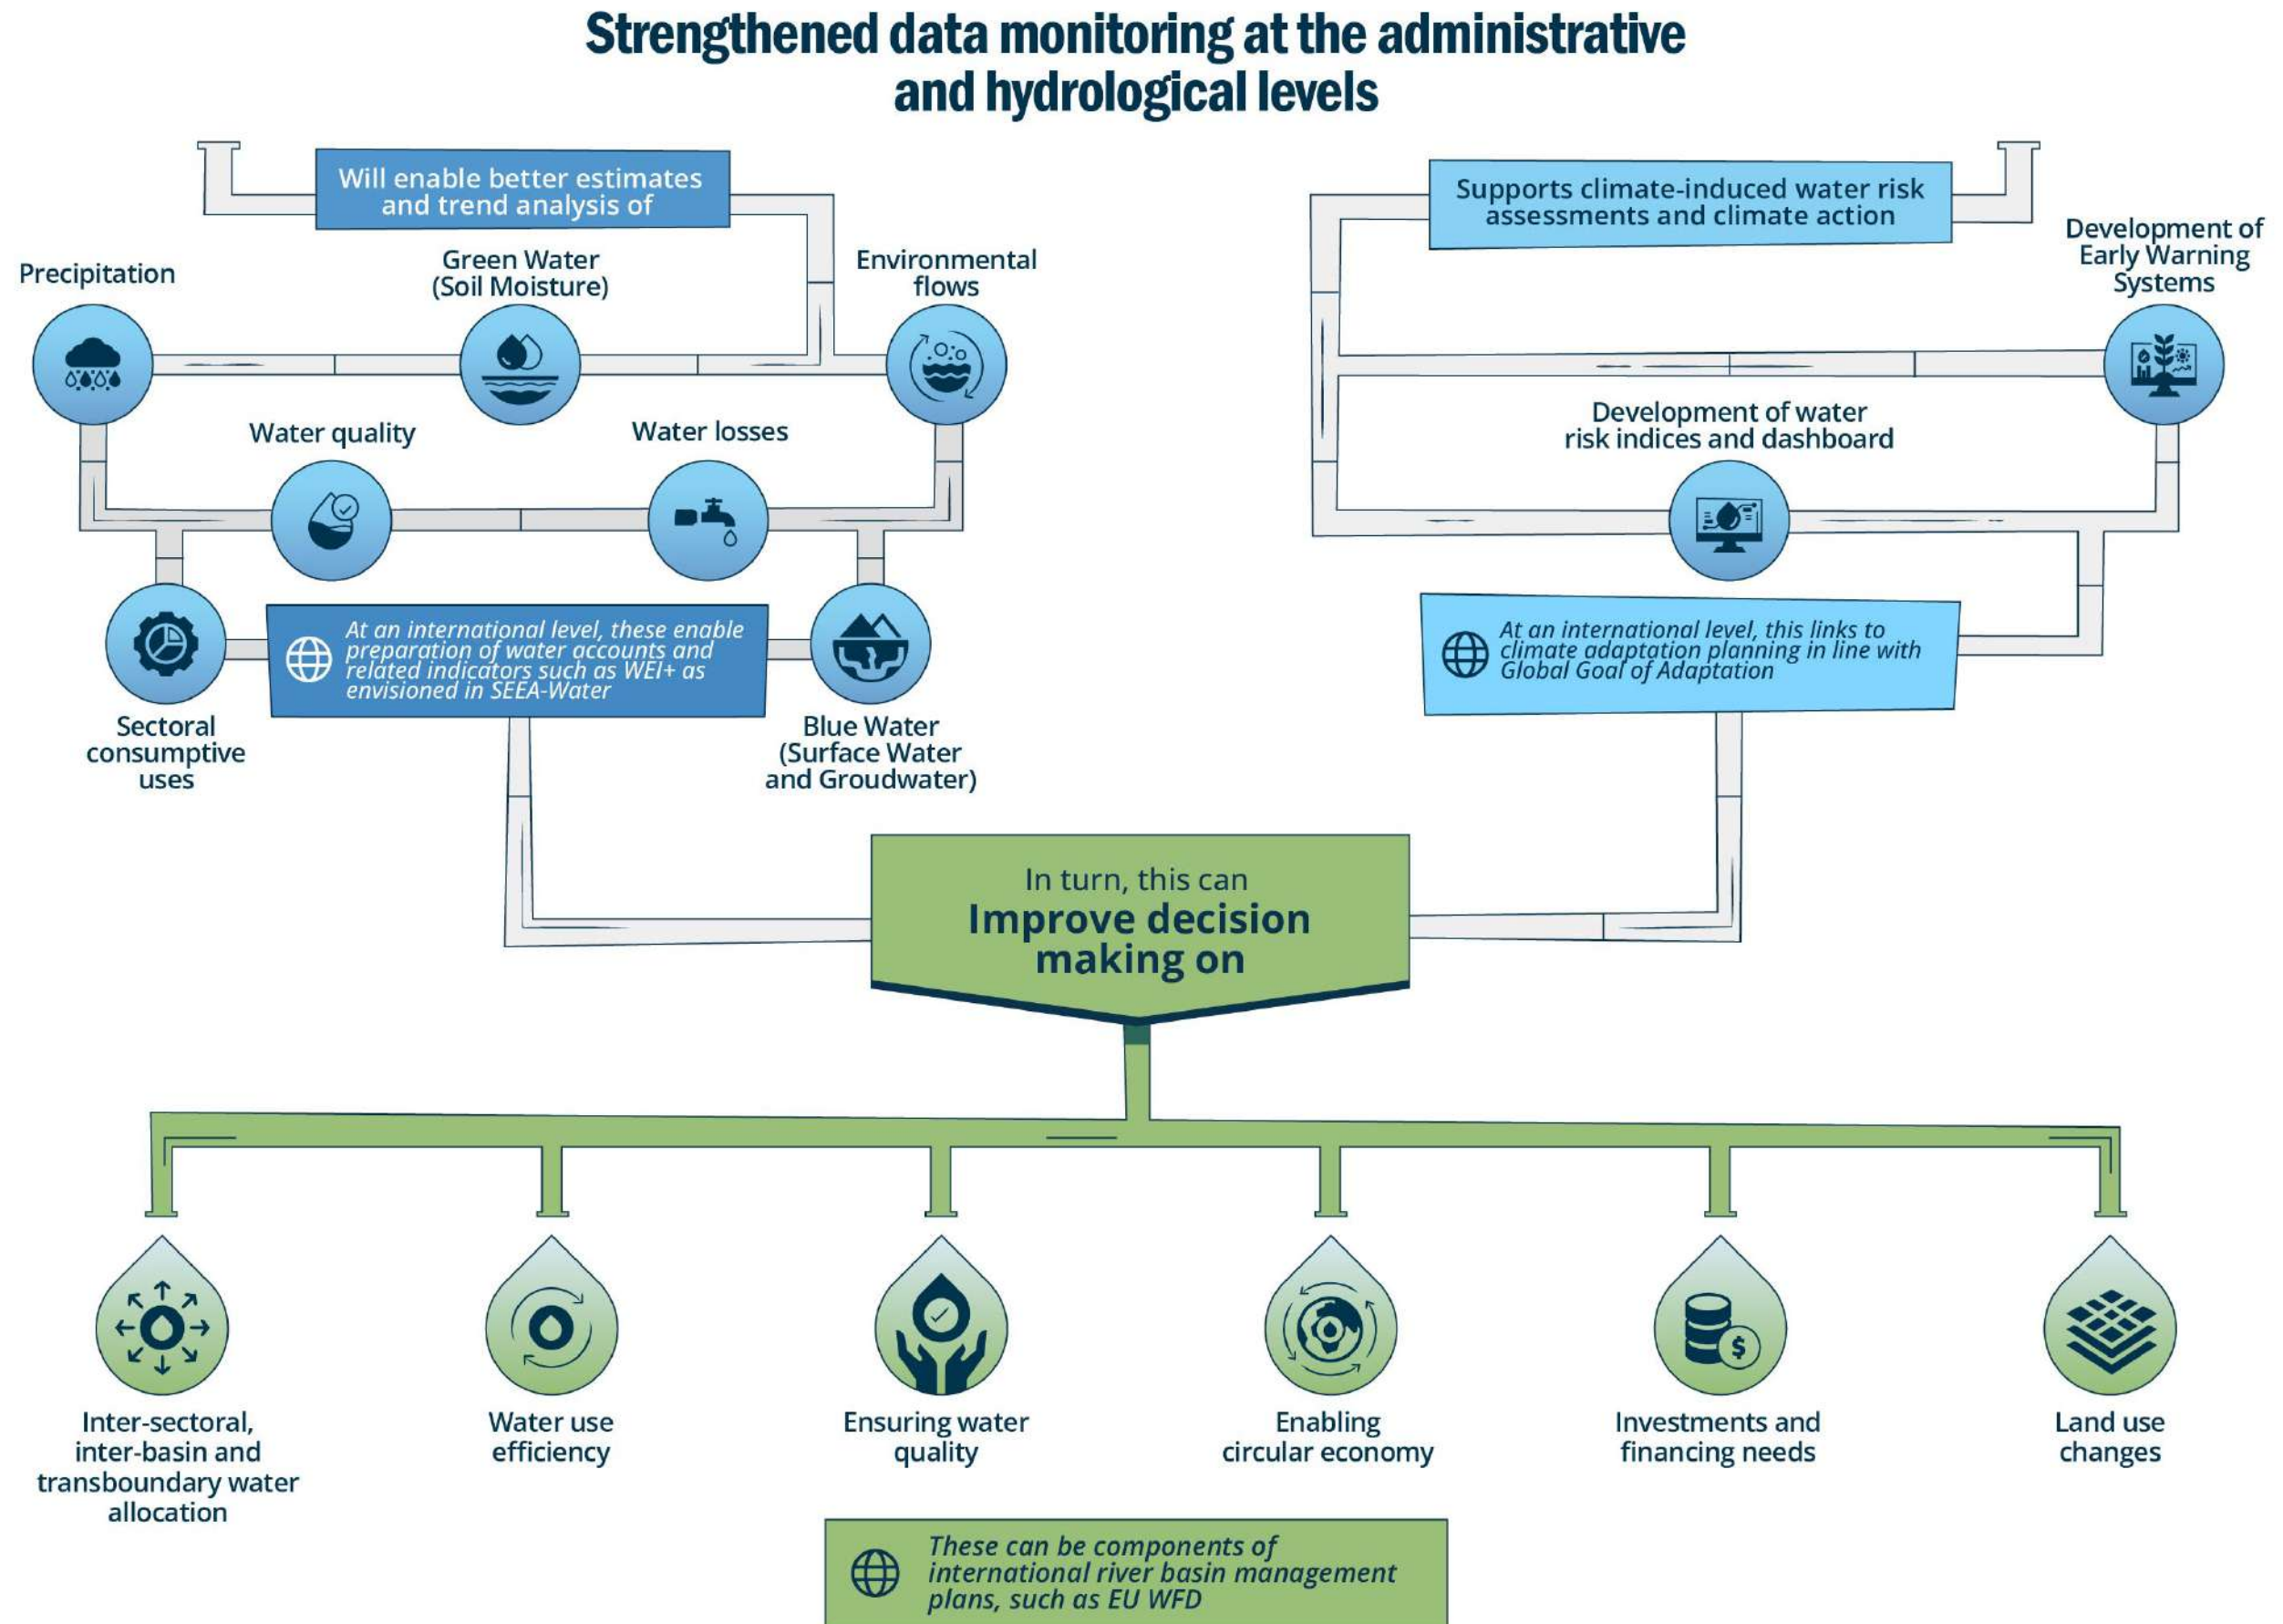 Strengthened data monitoring at the administrative
and hydrological levels
Will enable better estimates
and trend analysis of
Precipitation
Green Water
(Soil Moisture)
Environmental
flows
Water quality
Water losses
Sectoral
consumptive
uses
At an international level, these enable
preparation of water accounts and
related indicators such as WEI+ as
envisioned in SEEA-Water
Blue Water
(Surface Water
and Groudwater)
Supports climate-induced water risk
assessments and climate action
Development of
Early Warning
Systems
Development of water
risk indices and dashboard
At an international level, this links to
climate adaptation planning in line with
Global Goal of Adaptation
In turn, this can
Improve decision
making on
Inter-sectoral,
inter-basin and
transboundary water
allocation
Water use
efficiency
Ensuring water
quality
Enabling
circular economy
$
Investments and
financing needs
Land use
changes
These can be components of
international river basin management
plans, such as EU WFD